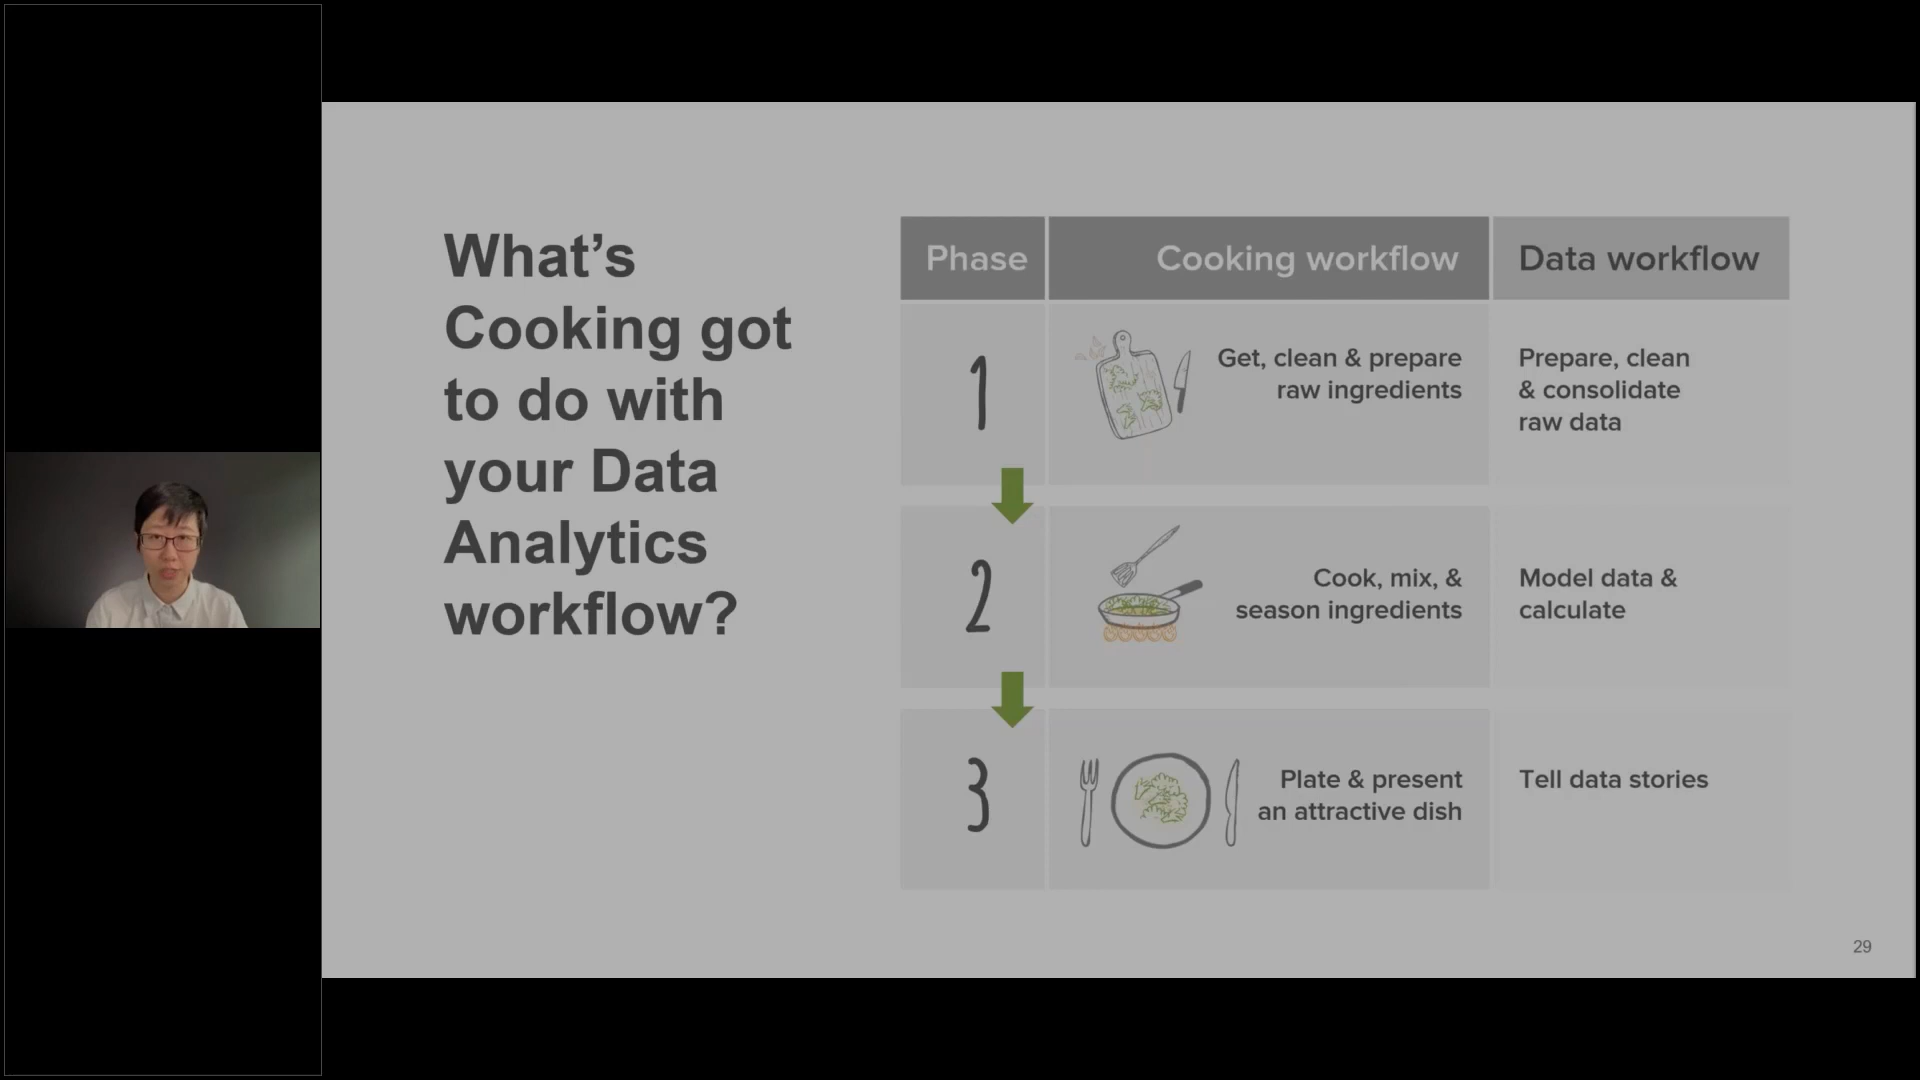 What’s
Cooking got
to do with
your Data
Analytics
workflow?
Phase
Cooking workflow
Data workflow
1
Get, clean & prepare
raw ingredients
Prepare, clean
& consolidate
raw data
2
Cook, mix, &
season ingredients
Model data &
calculate
3
Plate & present
an attractive dish
Tell data stories
29